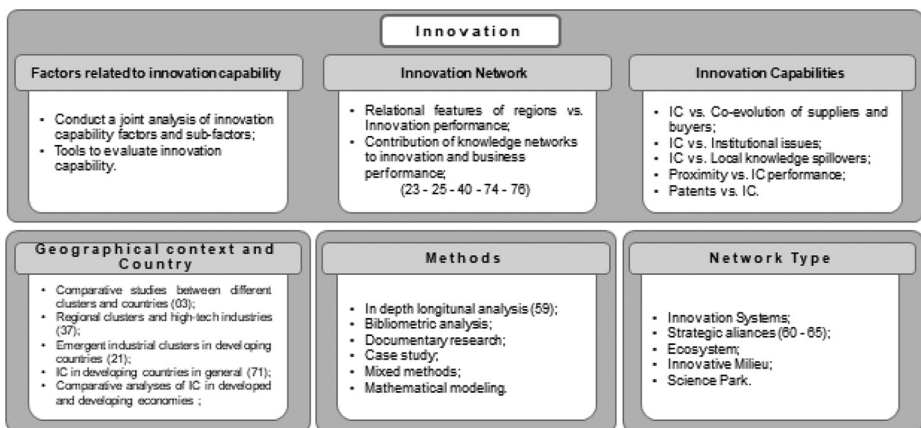 Innovation
Factors related to innovation capability
• Conduct a joint analysis of innovation
capability factors and sub-factors;
• Tools to evaluate innovation
capability.
Innovation Network
• Relational features of regions vs.
Innovation performance;
• Contribution of knowledge networks
to innovation and business
performance;
(23 - 25 - 40 - 74 - 76)
Innovation Capabilities
• IC vs. Co-evolution of suppliers and
buyers;
• IC vs. Institutional issues;
• IC vs. Local knowledge spillovers;
• Proximity vs. IC performance;
• Patents vs. IC.
Geographical context and
Country
• Comparative studies between different
clusters and countries (03);
• Regional clusters and high-tech industries
(37);
• Emergent industrial clusters in developing
countries (21);
• IC in developing countries in general (71);
• Comparative analyses of IC in developed
and developing economies ;
Methods
• In depth longitunal analysis (59);
• Bibliometric analysis;
• Documentary research;
• Case study;
• Mixed methods;
• Mathematical modeling.
Network Type
• Innovation Systems;
• Strategic aliances (60 - 65);
• Ecosystem;
• Innovative Milieu;
• Science Park.